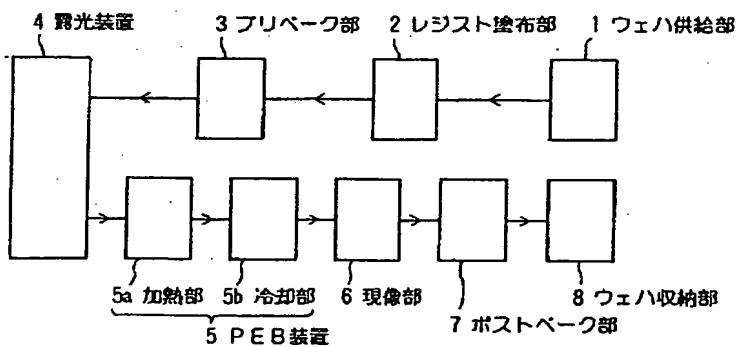 4 露光装置
3 プリベーク部
2 レジスト塗布部
1 ウェハ供給部
5a 加熱部
5b 冷却部
6 現像部
7 ポストベーク部
8 ウェハ収納部
5 PEB装置